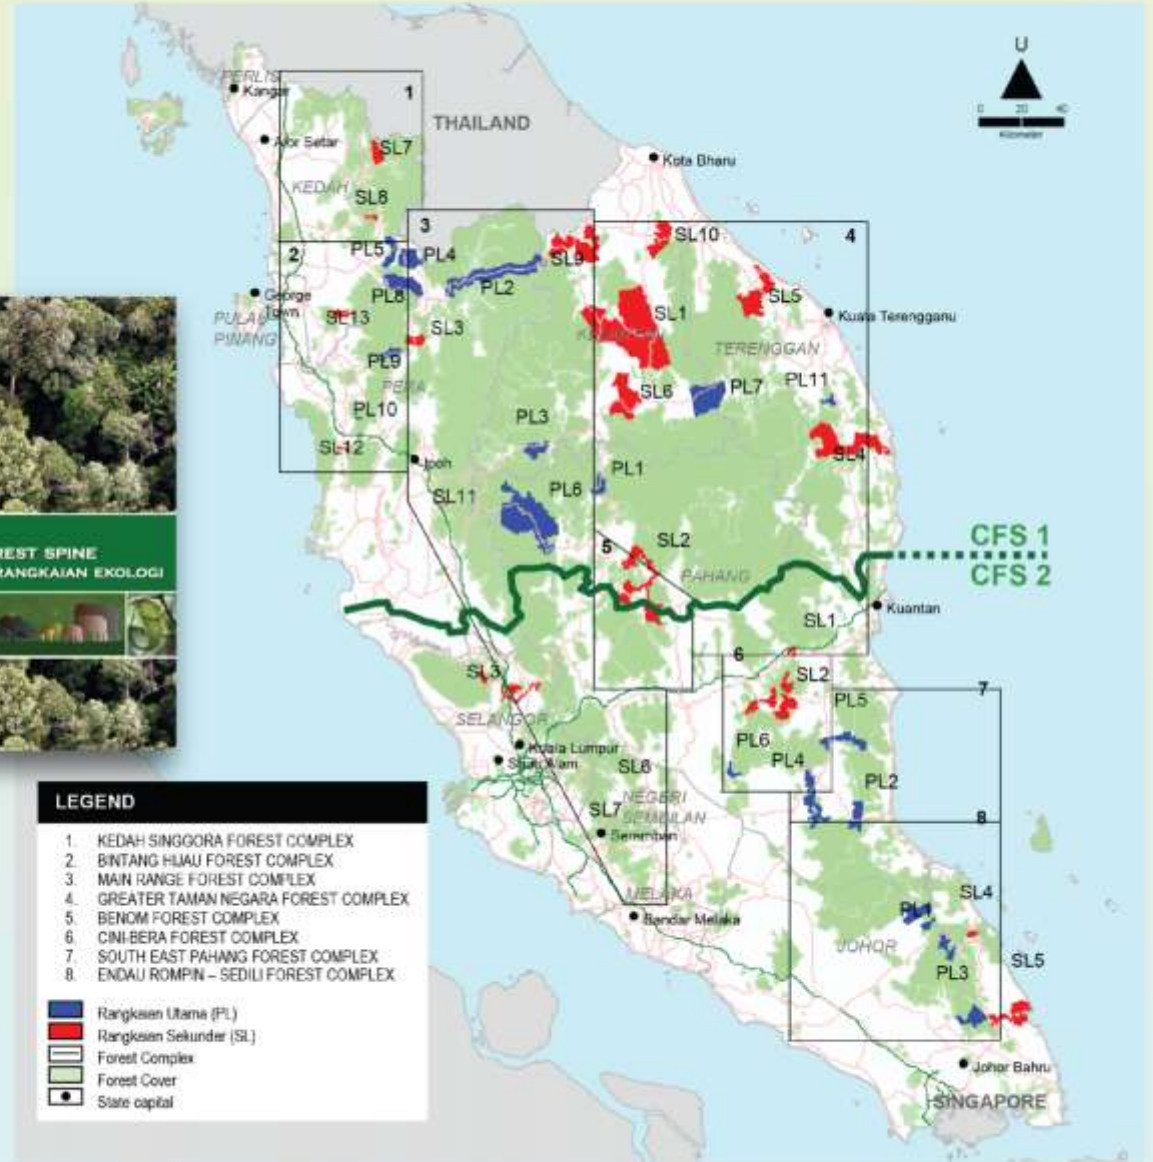 U
0 20 40
Kilometer
PERLIS
Kangar
1
THAILAND
Alor Setar
SL7
Kota Bharu
KEDAH
SL8
3
SL10
4
2
PL5
PL4
SL9
PL2
PL8
SL5
George
Town
SL13
SL3
SL1
Kuala Terengganu
PULAU
PINANG
TERENGGAN
PL9
PERA
SL6
PL7
PL11
PL10
PL3
SL12
SL4
Ipoh
SL11
PL6
PL1
5
SL2
CFS 1
CFS 2
PAHANG
Kuantan
SL1
6
SL3
SL2
7
PL5
SELANGOR
Kuala Lumpur
Shah Alam
PL6
PL4
SL6
PL2
SL7
NEGERI
SEMBILAN
Seremban
8
MELAKA
Bandar Melaka
SL4
PL1
JOHOR
PL3
SL5
Johor Bahru
SINGAPORE
REST SPINE
RANGKAIAN EKOLOGI
LEGEND
1. KEDAH SINGGORA FOREST COMPLEX
2. BINTANG HIJAU FOREST COMPLEX
3. MAIN RANGE FOREST COMPLEX
4. GREATER TAMAN NEGARA FOREST COMPLEX
5. BENOM FOREST COMPLEX
6. CINI-BERA FOREST COMPLEX
7. SOUTH EAST PAHANG FOREST COMPLEX
8. ENDAU ROMPIN – SEDILI FOREST COMPLEX
Rangkaian Utama (PL)
Rangkaian Sekunder (SL)
Forest Complex
Forest Cover
State capital